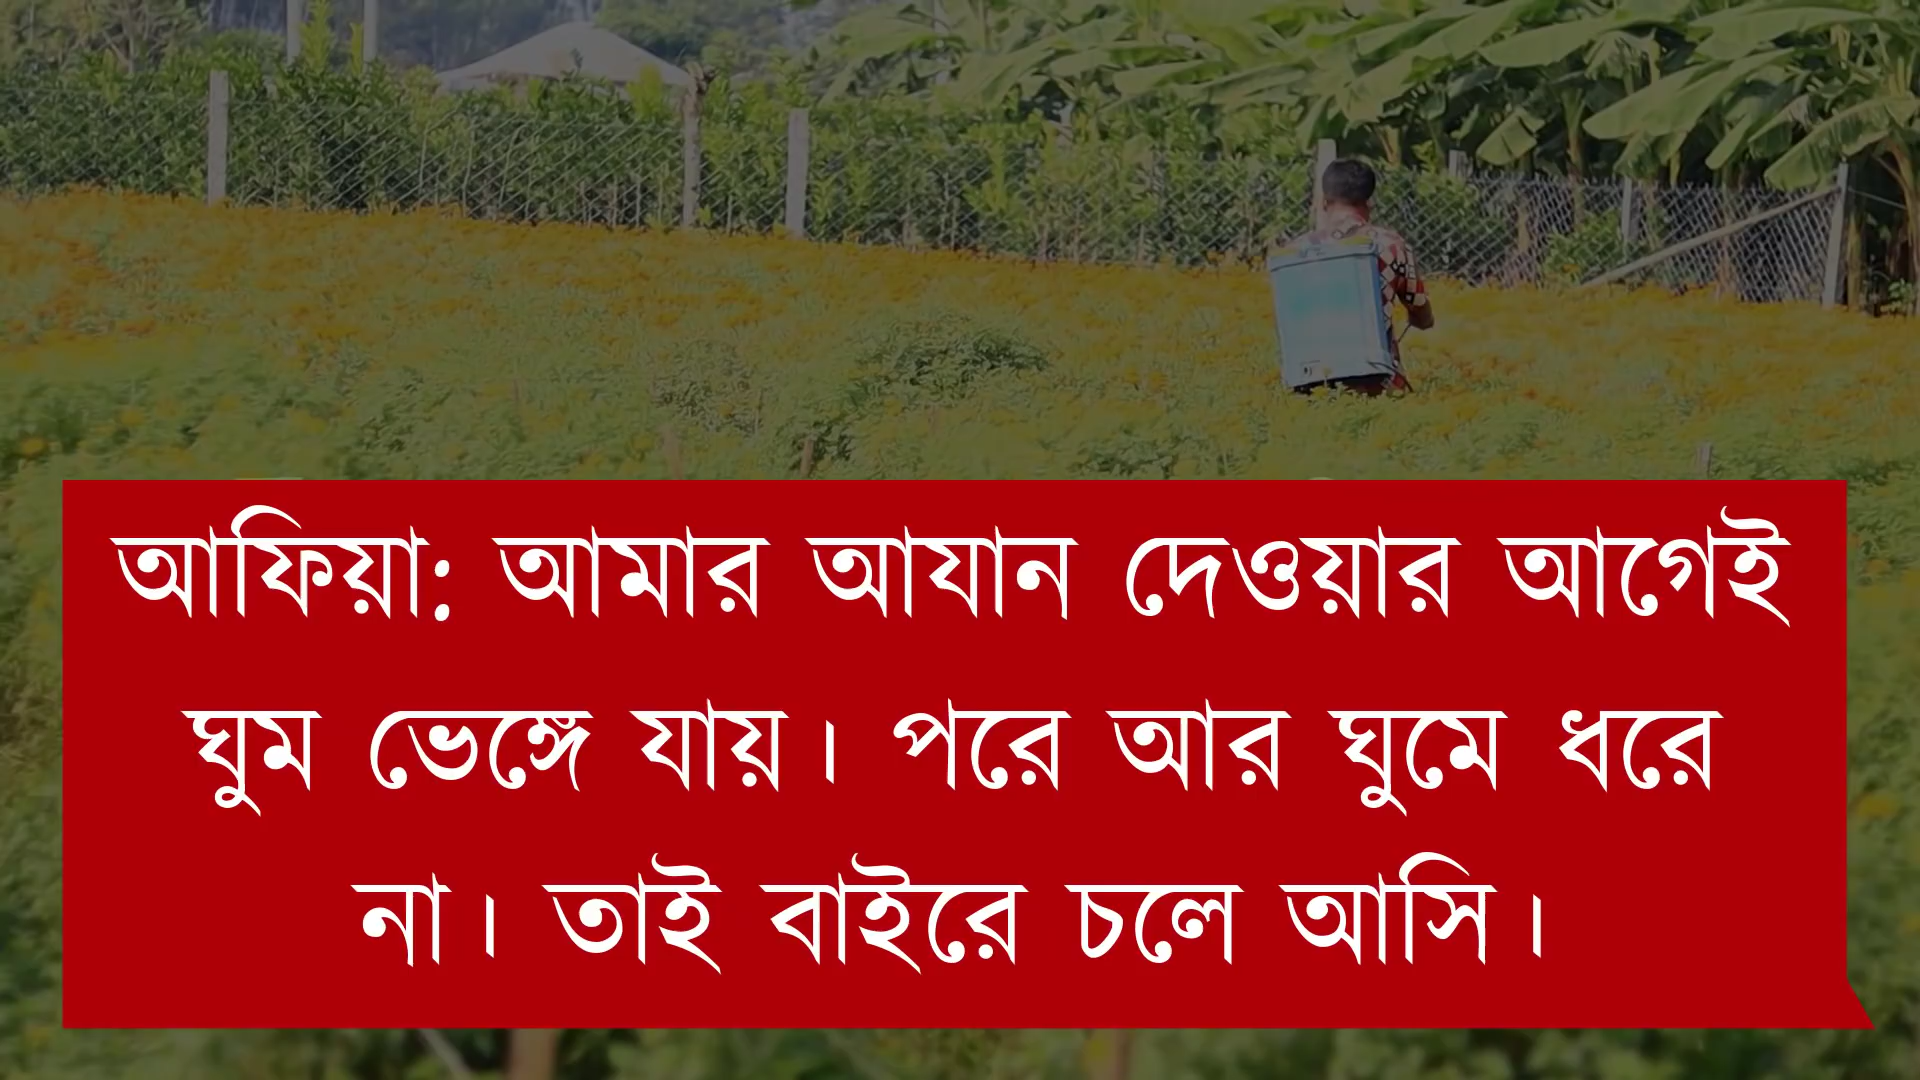 আফিয়া: আমার আযান দেওয়ার আগেই
ঘুম ভেঙ্গে যায়। পরে আর ঘুমে ধরে
না। তাই বাইরে চলে আসি।